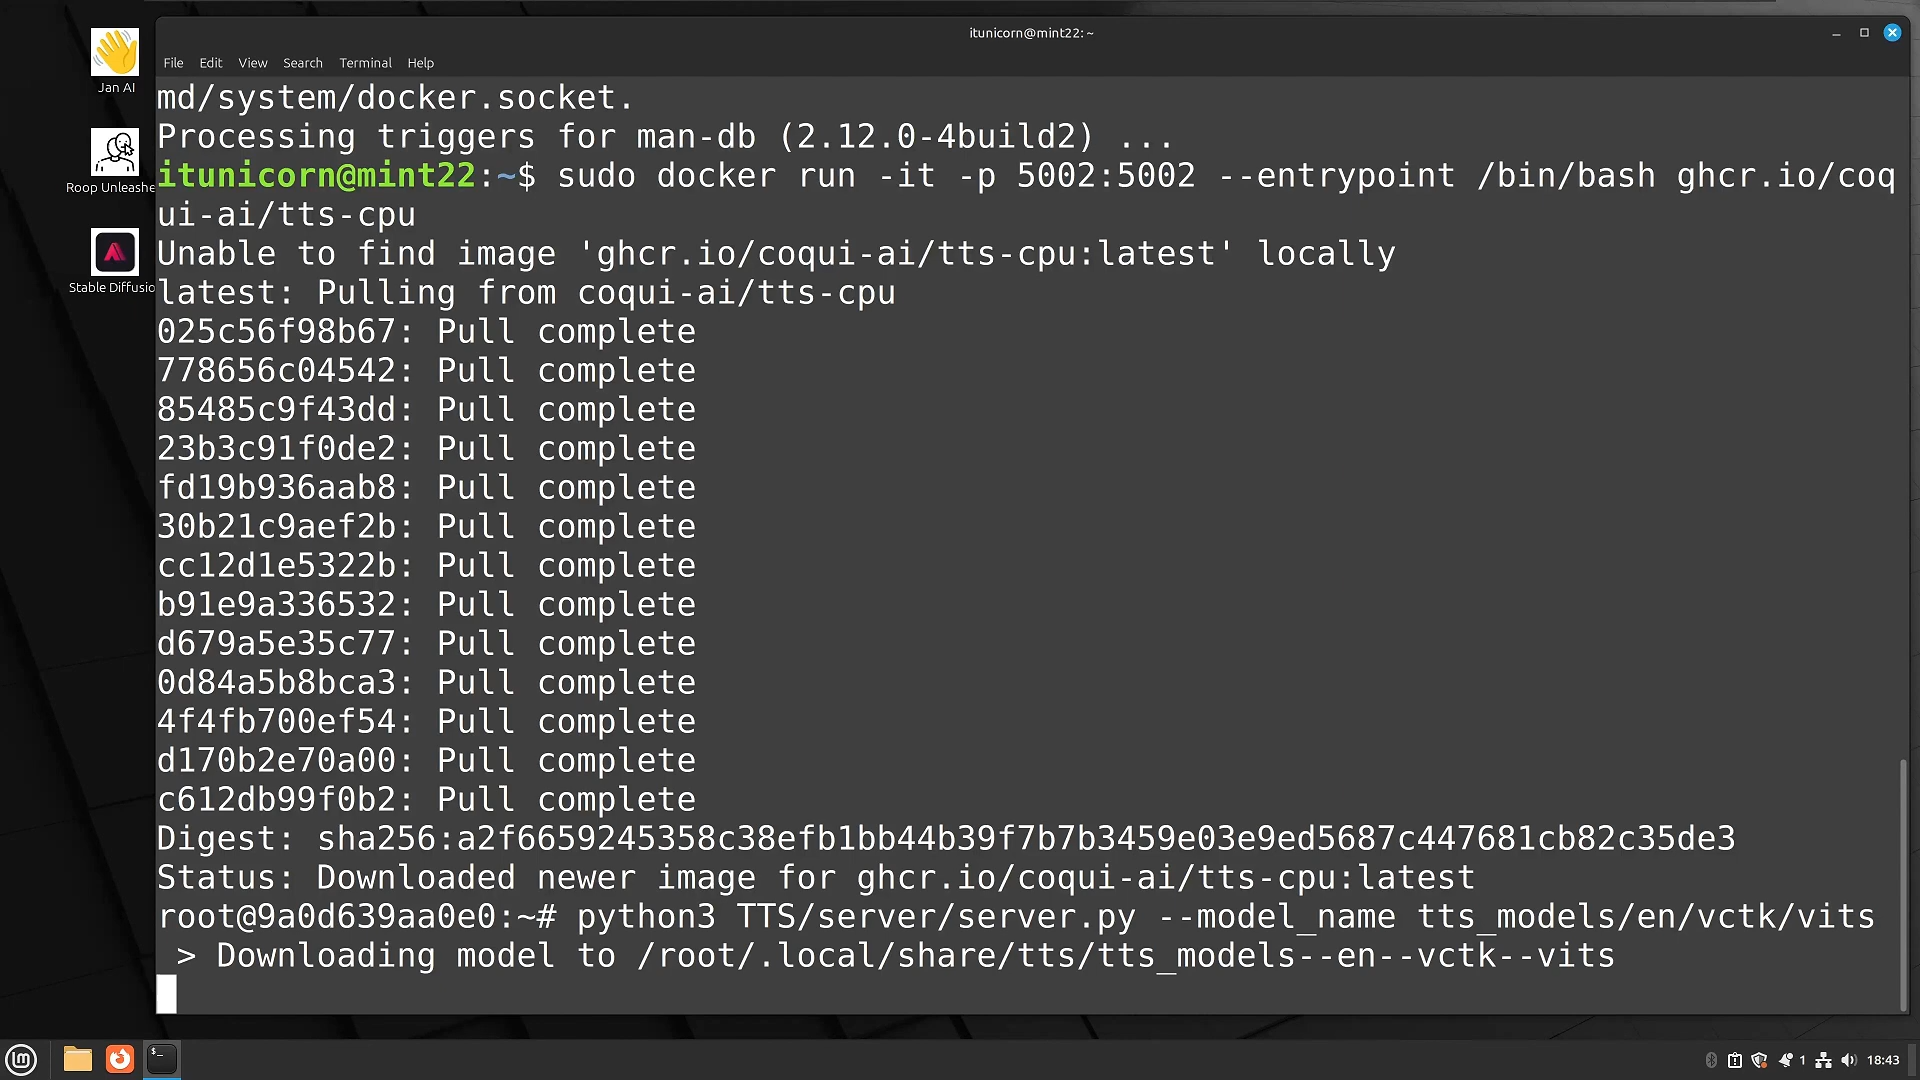 itunicorn@mint22: ~
File Edit View Search Terminal Help
Jan AI
Roop Unleashe
Stable Diffusio
md/system/docker.socket.
Processing triggers for man-db (2.12.0-4build2) ...
itunicorn@mint22:~$ sudo docker run -it -p 5002:5002 --entrypoint /bin/bash ghcr.io/coq
ui-ai/tts-cpu
Unable to find image 'ghcr.io/coqui-ai/tts-cpu:latest' locally
latest: Pulling from coqui-ai/tts-cpu
025c56f98b67: Pull complete
778656c04542: Pull complete
85485c9f43dd: Pull complete
23b3c91f0de2: Pull complete
fd19b936aab8: Pull complete
30b21c9aef2b: Pull complete
cc12d1e5322b: Pull complete
b91e9a336532: Pull complete
d679a5e35c77: Pull complete
0d84a5b8bca3: Pull complete
4f4fb700ef54: Pull complete
d170b2e70a00: Pull complete
c612db99f0b2: Pull complete
Digest: sha256:a2f6659245358c38efb1bb44b39f7b7b3459e03e9ed5687c447681cb82c35de3
Status: Downloaded newer image for ghcr.io/coqui-ai/tts-cpu:latest
root@9a0d639aa0e0:~# python3 TTS/server/server.py --model_name tts_models/en/vctk/vits
> Downloading model to /root/.local/share/tts/tts_models--en--vctk--vits
1 18:43